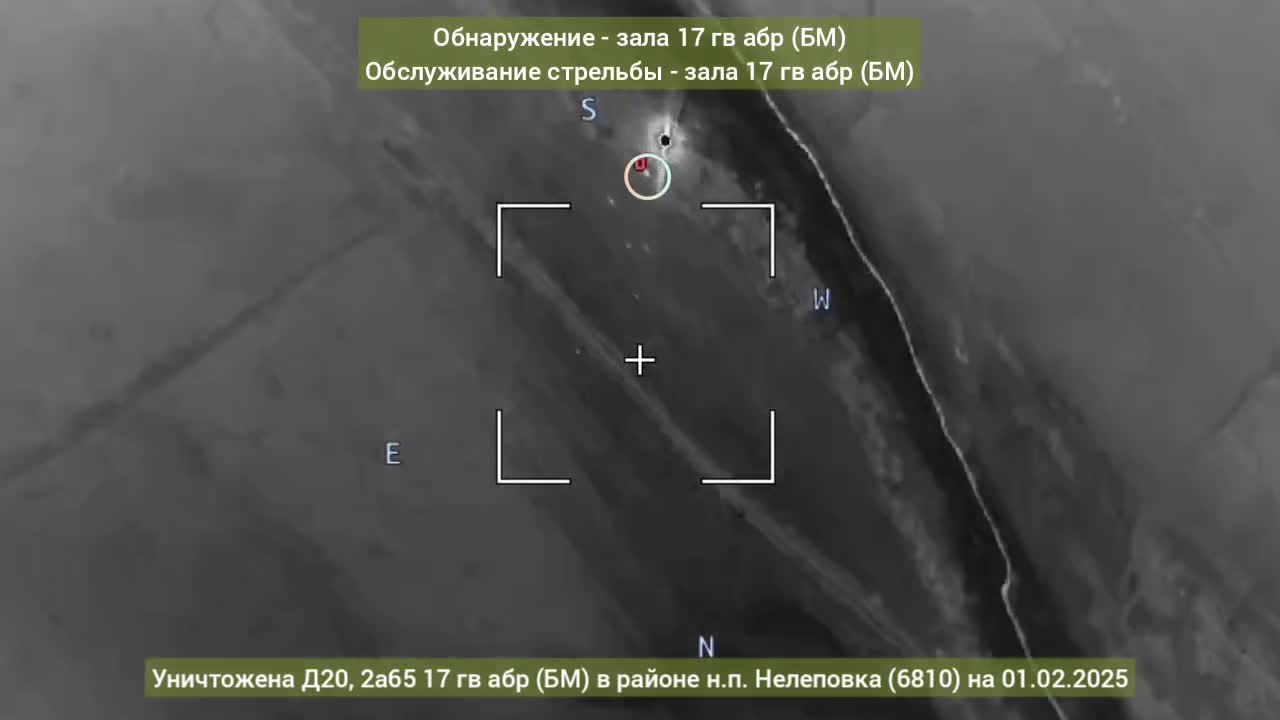 Обнаружение - зала 17 гв абр (БМ)
Обслуживание стрельбы - зала 17 гв абр (БМ)
S
W
E
N
Уничтожена Д20, 2а65 17 гв абр (БМ) в районе н.п. Нелеповка (6810) на 01.02.2025